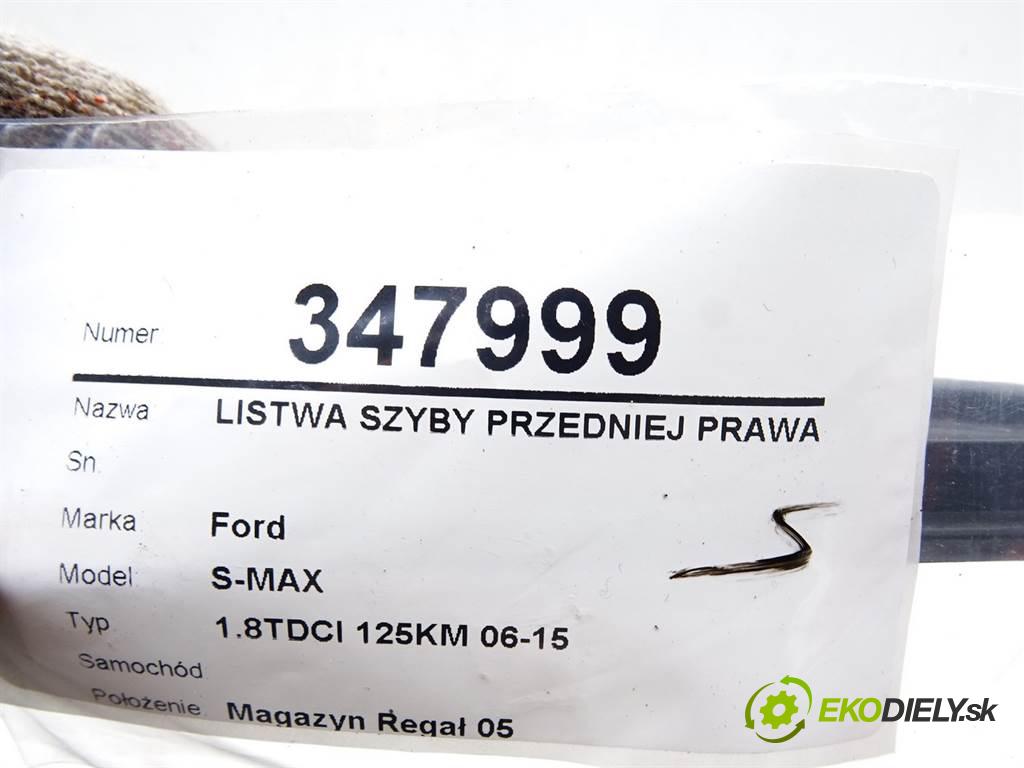 Numer: 347999
Nazwa: LISTWA SZYBY PRZEDNIEJ PRAWA
Sn.
Marka: Ford
Model: S-MAX
Typ 1.8TDCI 125KM 06-15
Samochód
Położenie: Magazyn Regał 05
EKODIELY.sk